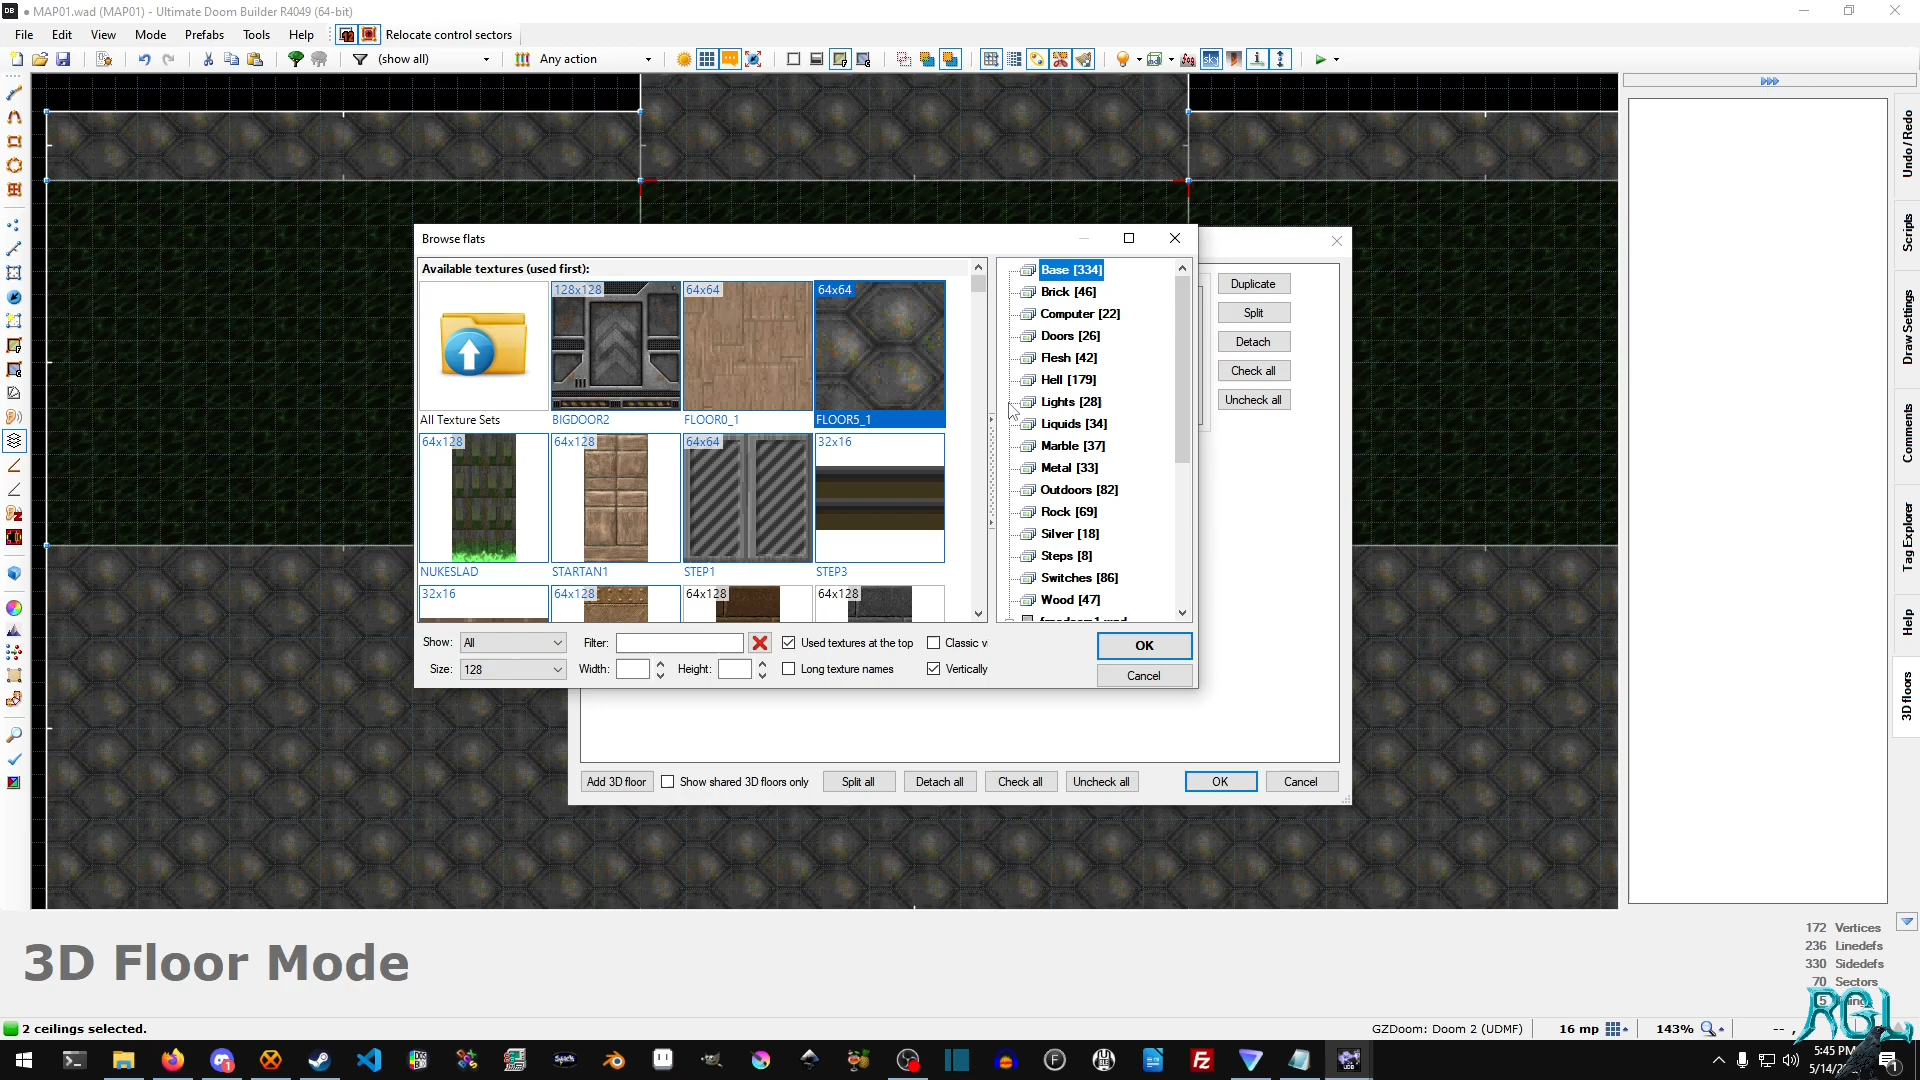 MAP01.wad (MAP01) - Ultimate Doom Builder R4049 (64-bit)
File Edit View Mode Prefabs Tools Help Relocate control sectors
(show all) Any action
Browse flats
Available textures (used first):
128x128 64x64 64x64
All Texture Sets BIGDOOR2 FLOOR0_1 FLOOR5_1
64x128 64x128 64x64 32x16
NUKESLAD STARTAN1 STEP1 STEP3
32x16 64x128 64x128 64x128
Base [334]
Brick [46]
Computer [22]
Doors [26]
Flesh [42]
Hell [179]
Lights [28]
Liquids [34]
Marble [37]
Metal [33]
Outdoors [82]
Rock [69]
Silver [18]
Steps [8]
Switches [86]
Wood [47]
Show: All Filter: Used textures at the top Classic vi
Size: 128 Width: Height: Long texture names Vertically
OK
Cancel
Duplicate
Split
Detach
Check all
Uncheck all
Add 3D floor Show shared 3D floors only Split all Detach all Check all Uncheck all OK Cancel
Undo / Redo
Scripts
Draw Settings
Comments
Tag Explorer
Help
3D floors
3D Floor Mode
172 Vertices
236 Linedefs
330 Sidedefs
70 Sectors
RGL
2 ceilings selected. GZDoom: Doom 2 (UDMF) 16 mp 143% -- ,
5:45 PM